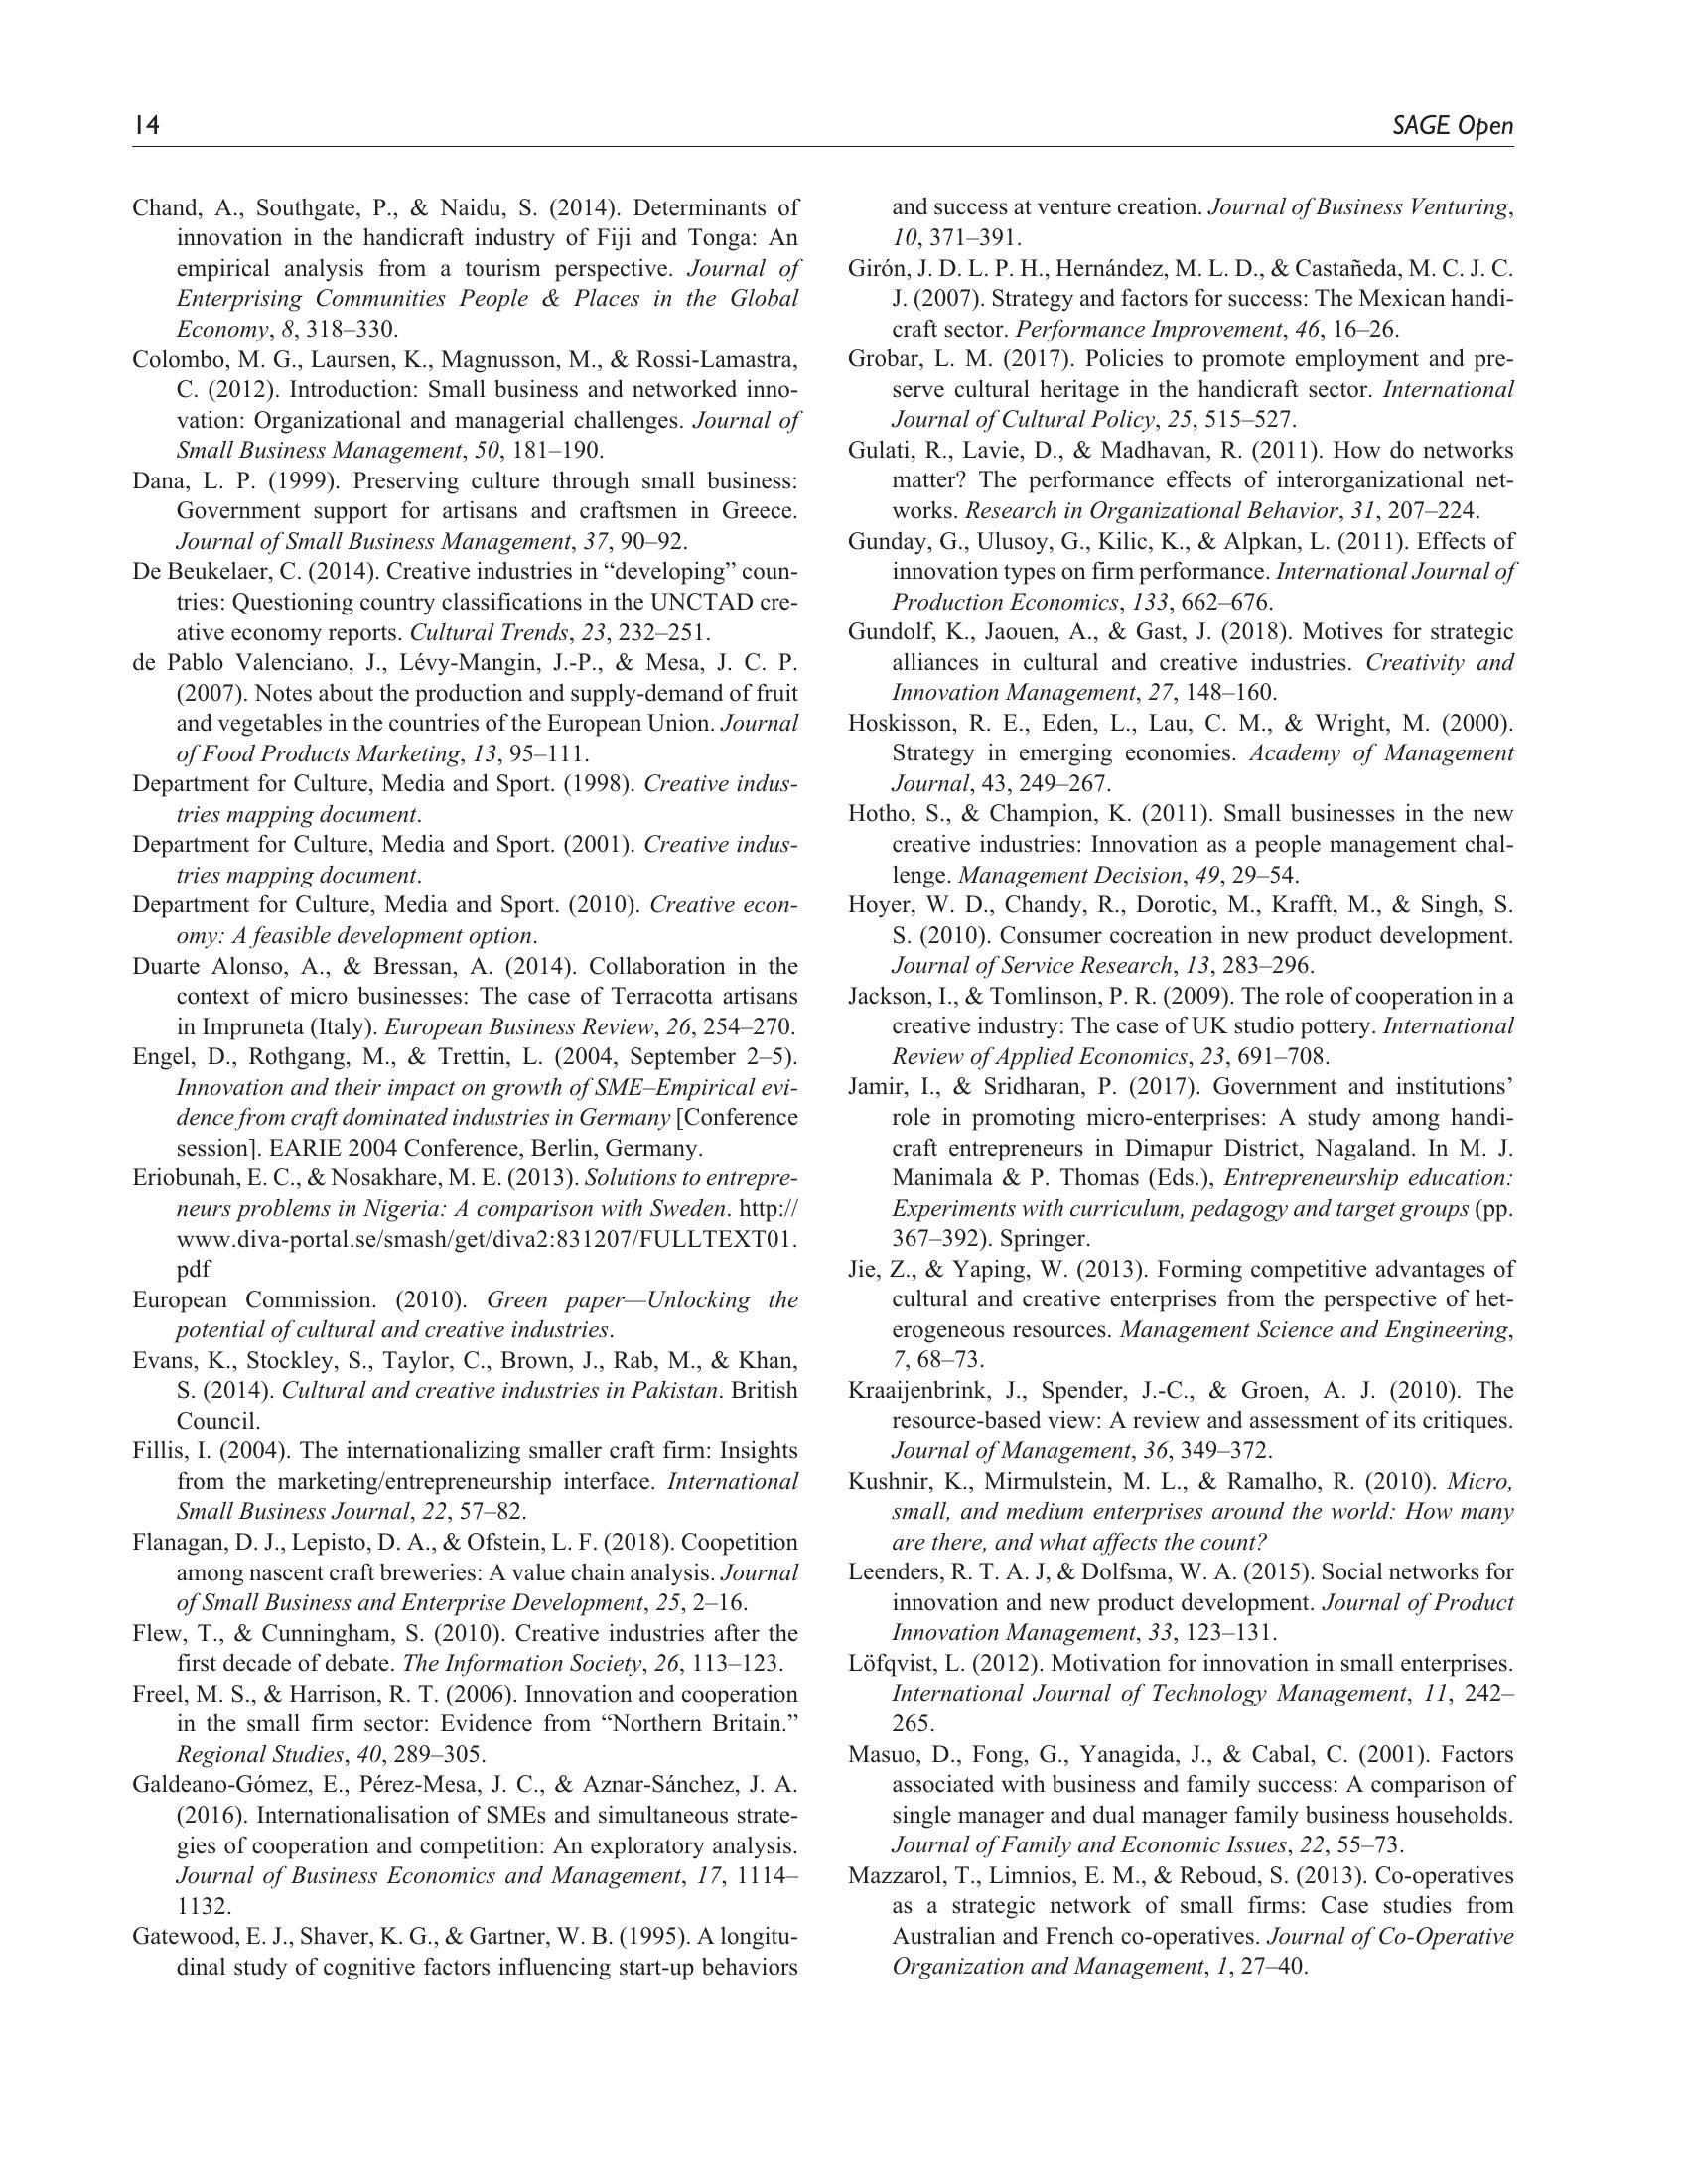 14
SAGE Open
Chand, A., Southgate, P., & Naidu, S. (2014). Determinants of
innovation in the handicraft industry of Fiji and Tonga: An
empirical analysis from a tourism perspective. Journal of
Enterprising Communities People & Places in the Global
Economy, 8, 318–330.
Colombo, M. G., Laursen, K., Magnusson, M., & Rossi-Lamastra,
C. (2012). Introduction: Small business and networked inno-
vation: Organizational and managerial challenges. Journal of
Small Business Management, 50, 181–190.
Dana, L. P. (1999). Preserving culture through small business:
Government support for artisans and craftsmen in Greece.
Journal of Small Business Management, 37, 90–92.
De Beukelaer, C. (2014). Creative industries in “developing” coun-
tries: Questioning country classifications in the UNCTAD cre-
ative economy reports. Cultural Trends, 23, 232–251.
de Pablo Valenciano, J., Lévy-Mangin, J.-P., & Mesa, J. C. P.
(2007). Notes about the production and supply-demand of fruit
and vegetables in the countries of the European Union. Journal
of Food Products Marketing, 13, 95–111.
Department for Culture, Media and Sport. (1998). Creative indus-
tries mapping document.
Department for Culture, Media and Sport. (2001). Creative indus-
tries mapping document.
Department for Culture, Media and Sport. (2010). Creative econ-
omy: A feasible development option.
Duarte Alonso, A., & Bressan, A. (2014). Collaboration in the
context of micro businesses: The case of Terracotta artisans
in Impruneta (Italy). European Business Review, 26, 254–270.
Engel, D., Rothgang, M., & Trettin, L. (2004, September 2–5).
Innovation and their impact on growth of SME–Empirical evi-
dence from craft dominated industries in Germany [Conference
session]. EARIE 2004 Conference, Berlin, Germany.
Eriobunah, E. C., & Nosakhare, M. E. (2013). Solutions to entrepre-
neurs problems in Nigeria: A comparison with Sweden. http://
www.diva-portal.se/smash/get/diva2:831207/FULLTEXT01.
pdf
European Commission. (2010). Green paper—Unlocking the
potential of cultural and creative industries.
Evans, K., Stockley, S., Taylor, C., Brown, J., Rab, M., & Khan,
S. (2014). Cultural and creative industries in Pakistan. British
Council.
Fillis, I. (2004). The internationalizing smaller craft firm: Insights
from the marketing/entrepreneurship interface. International
Small Business Journal, 22, 57–82.
Flanagan, D. J., Lepisto, D. A., & Ofstein, L. F. (2018). Coopetition
among nascent craft breweries: A value chain analysis. Journal
of Small Business and Enterprise Development, 25, 2–16.
Flew, T., & Cunningham, S. (2010). Creative industries after the
first decade of debate. The Information Society, 26, 113–123.
Freel, M. S., & Harrison, R. T. (2006). Innovation and cooperation
in the small firm sector: Evidence from “Northern Britain.”
Regional Studies, 40, 289–305.
Galdeano-Gómez, E., Pérez-Mesa, J. C., & Aznar-Sánchez, J. A.
(2016). Internationalisation of SMEs and simultaneous strate-
gies of cooperation and competition: An exploratory analysis.
Journal of Business Economics and Management, 17, 1114–
1132.
Gatewood, E. J., Shaver, K. G., & Gartner, W. B. (1995). A longitu-
dinal study of cognitive factors influencing start-up behaviors
and success at venture creation. Journal of Business Venturing,
10, 371–391.
Girón, J. D. L. P. H., Hernández, M. L. D., & Castañeda, M. C. J. C.
J. (2007). Strategy and factors for success: The Mexican handi-
craft sector. Performance Improvement, 46, 16–26.
Grobar, L. M. (2017). Policies to promote employment and pre-
serve cultural heritage in the handicraft sector. International
Journal of Cultural Policy, 25, 515–527.
Gulati, R., Lavie, D., & Madhavan, R. (2011). How do networks
matter? The performance effects of interorganizational net-
works. Research in Organizational Behavior, 31, 207–224.
Gunday, G., Ulusoy, G., Kilic, K., & Alpkan, L. (2011). Effects of
innovation types on firm performance. International Journal of
Production Economics, 133, 662–676.
Gundolf, K., Jaouen, A., & Gast, J. (2018). Motives for strategic
alliances in cultural and creative industries. Creativity and
Innovation Management, 27, 148–160.
Hoskisson, R. E., Eden, L., Lau, C. M., & Wright, M. (2000).
Strategy in emerging economies. Academy of Management
Journal, 43, 249–267.
Hotho, S., & Champion, K. (2011). Small businesses in the new
creative industries: Innovation as a people management chal-
lenge. Management Decision, 49, 29–54.
Hoyer, W. D., Chandy, R., Dorotic, M., Krafft, M., & Singh, S.
S. (2010). Consumer cocreation in new product development.
Journal of Service Research, 13, 283–296.
Jackson, I., & Tomlinson, P. R. (2009). The role of cooperation in a
creative industry: The case of UK studio pottery. International
Review of Applied Economics, 23, 691–708.
Jamir, I., & Sridharan, P. (2017). Government and institutions’
role in promoting micro-enterprises: A study among handi-
craft entrepreneurs in Dimapur District, Nagaland. In M. J.
Manimala & P. Thomas (Eds.), Entrepreneurship education:
Experiments with curriculum, pedagogy and target groups (pp.
367–392). Springer.
Jie, Z., & Yaping, W. (2013). Forming competitive advantages of
cultural and creative enterprises from the perspective of het-
erogeneous resources. Management Science and Engineering,
7, 68–73.
Kraaijenbrink, J., Spender, J.-C., & Groen, A. J. (2010). The
resource-based view: A review and assessment of its critiques.
Journal of Management, 36, 349–372.
Kushnir, K., Mirmulstein, M. L., & Ramalho, R. (2010). Micro,
small, and medium enterprises around the world: How many
are there, and what affects the count?
Leenders, R. T. A. J, & Dolfsma, W. A. (2015). Social networks for
innovation and new product development. Journal of Product
Innovation Management, 33, 123–131.
Löfqvist, L. (2012). Motivation for innovation in small enterprises.
International Journal of Technology Management, 11, 242–
265.
Masuo, D., Fong, G., Yanagida, J., & Cabal, C. (2001). Factors
associated with business and family success: A comparison of
single manager and dual manager family business households.
Journal of Family and Economic Issues, 22, 55–73.
Mazzarol, T., Limnios, E. M., & Reboud, S. (2013). Co-operatives
as a strategic network of small firms: Case studies from
Australian and French co-operatives. Journal of Co-Operative
Organization and Management, 1, 27–40.